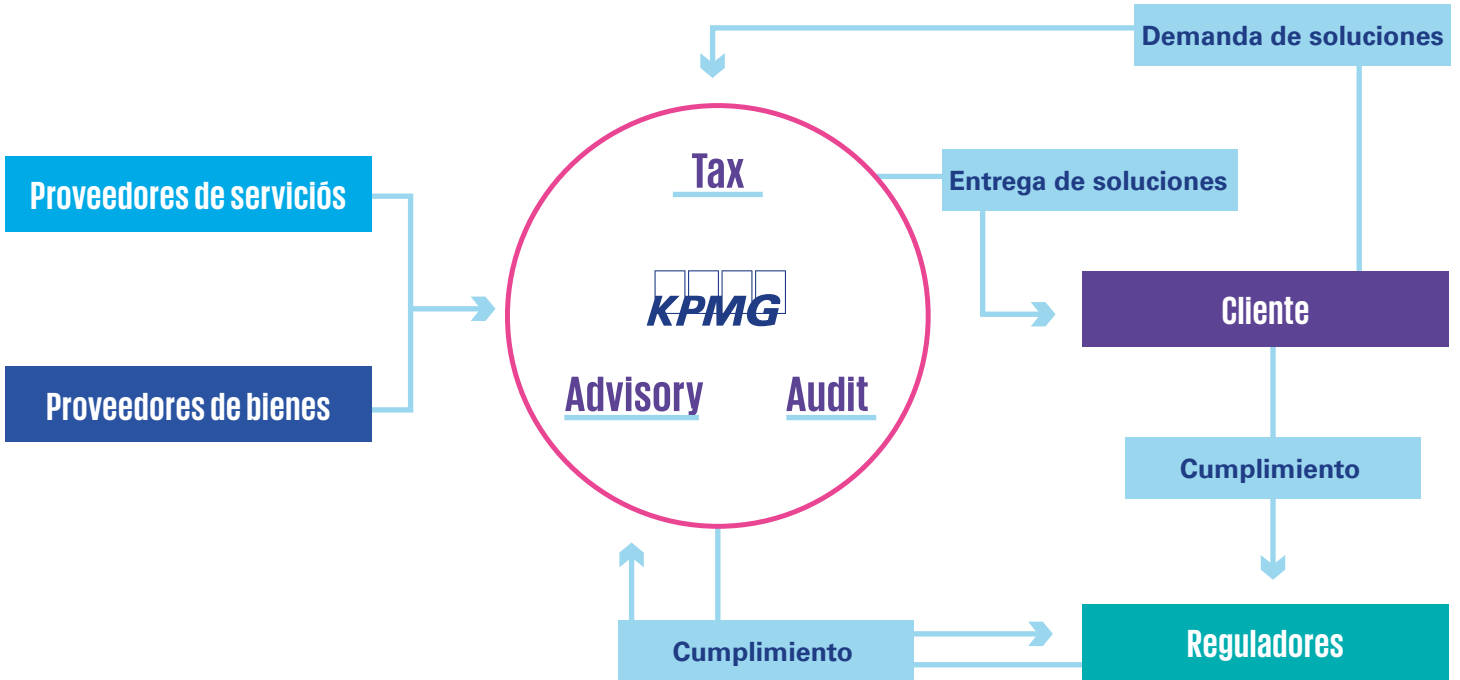 Demanda de soluciones
Tax
Entrega de soluciones
Proveedores de serviciós
KPMG
Cliente
Proveedores de bienes
Advisory
Audit
Cumplimiento
Cumplimiento
Reguladores